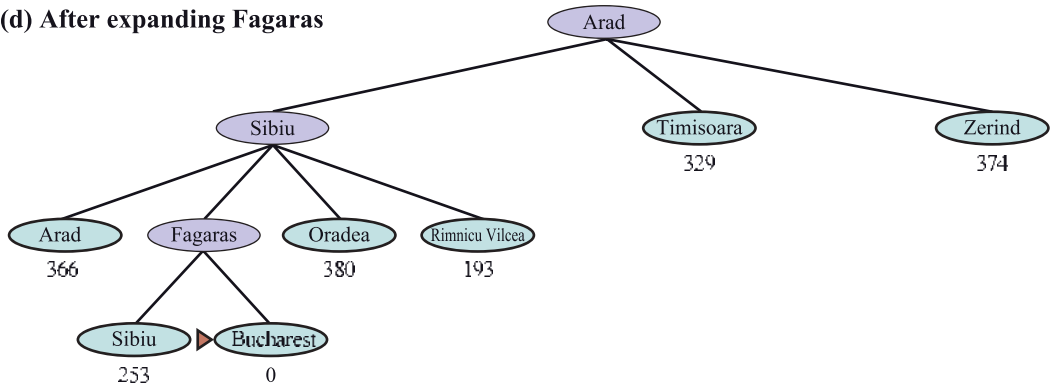 (d) After expanding Fagaras
Arad
Sibiu
Timisoara
Zerind
329
374
Arad
Fagaras
Oradea
Rimnicu Vilcea
366
380
193
Sibiu
Bucharest
253
0